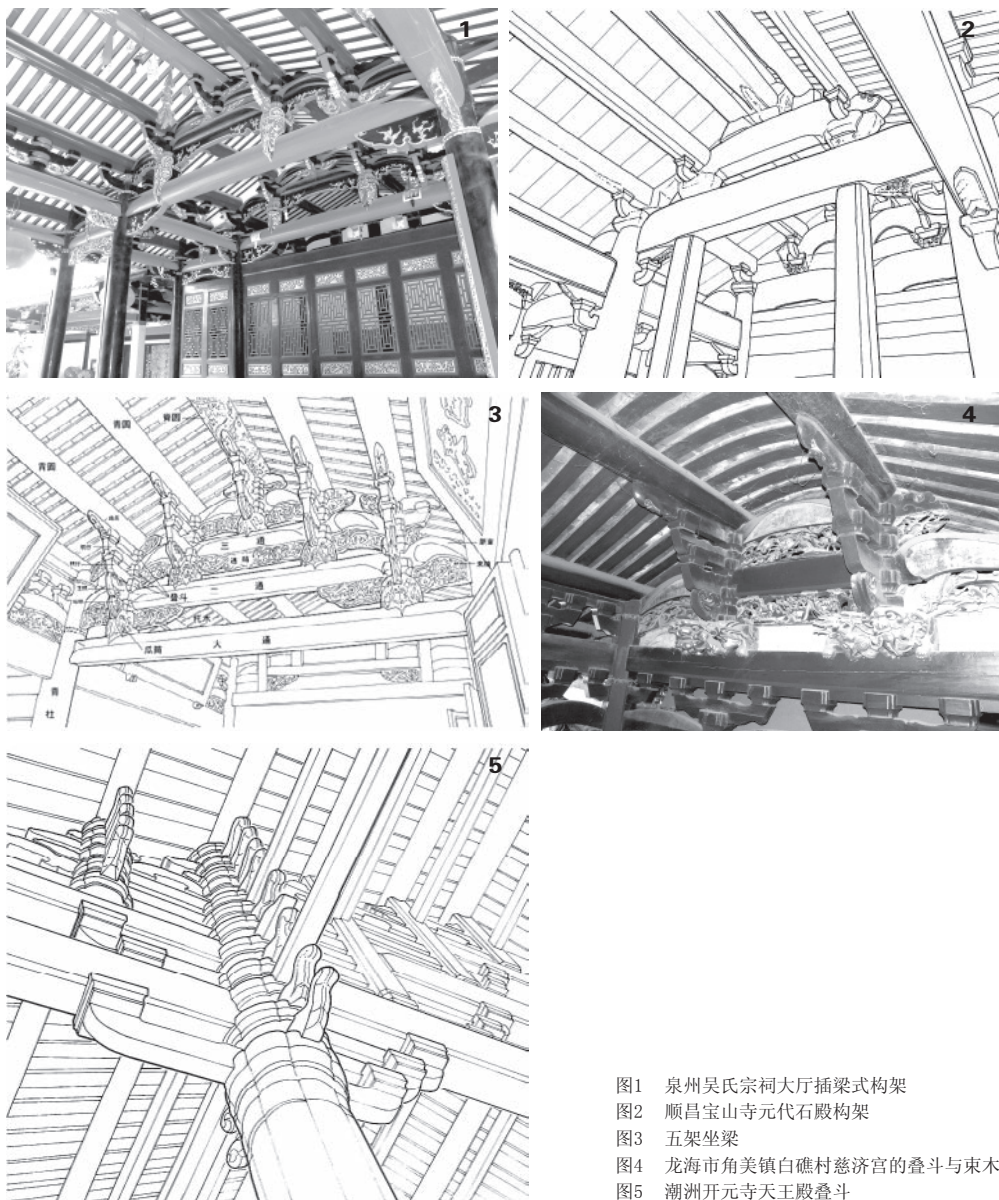 1
2
3
脊圆
青圆
青圆
三通
通随
二通
叠斗
瓜筒
大通
青柱
4
5
图1 泉州吴氏宗祠大厅插梁式构架
图2 顺昌宝山寺元代石殿构架
图3 五架坐梁
图4 龙海市角美镇白礁村慈济宫的叠斗与束木
图5 潮洲开元寺天王殿叠斗